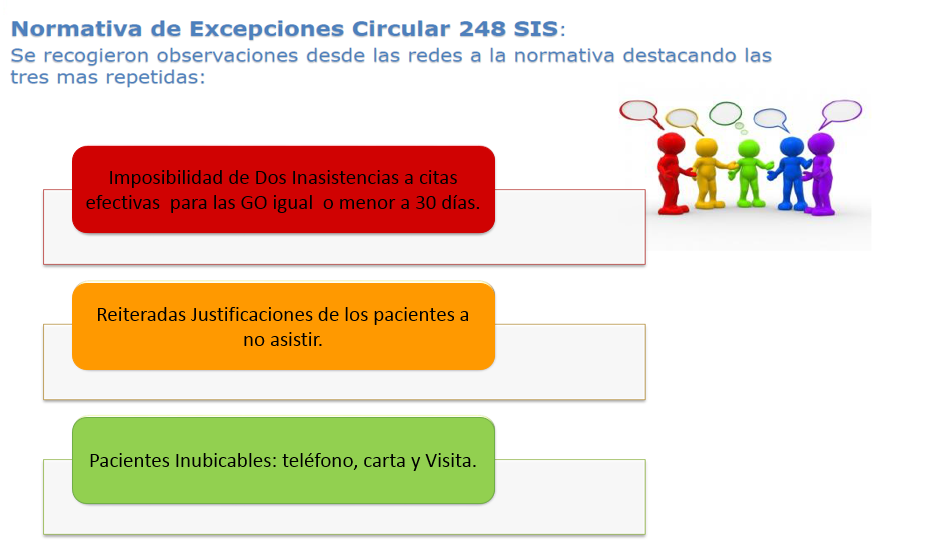 Normativa de Excepciones Circular 248 SIS:
Se recogieron observaciones desde las redes a la normativa destacando las
tres mas repetidas:
Imposibilidad de Dos Inasistencias a citas
efectivas para las GO igual o menor a 30 días.
Reiteradas Justificaciones de los pacientes a
no asistir.
Pacientes Inubicables: teléfono, carta y Visita.